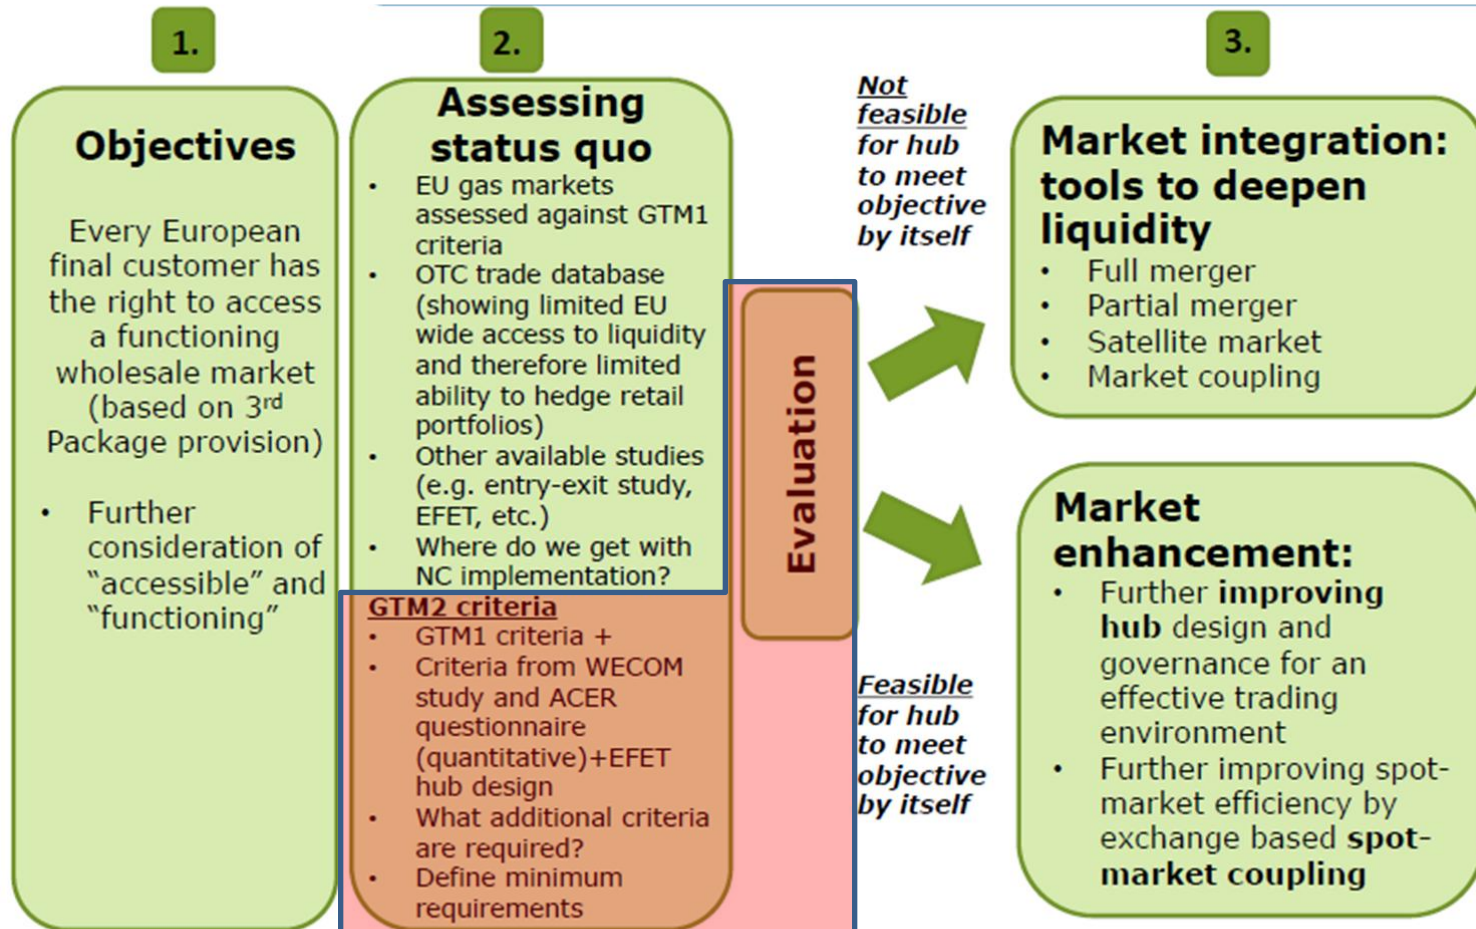 1.
Objectives
Every European
final customer has
the right to access
a functioning
wholesale market
(based on 3rd
Package provision)
• Further
consideration of
“accessible” and
“functioning”
2.
Assessing
status quo
• EU gas markets
assessed against GTM1
criteria
• OTC trade database
(showing limited EU
wide access to liquidity
and therefore limited
ability to hedge retail
portfolios)
• Other available studies
(e.g. entry-exit study,
EFET, etc.)
• Where do we get with
NC implementation?
GTM2 criteria
• GTM1 criteria +
• Criteria from WECOM
study and ACER
questionnaire
(quantitative)+EFET
hub design
• What additional criteria
are required?
• Define minimum
requirements
Evaluation
Not
feasible
for hub
to meet
objective
by itself
Feasible
for hub
to meet
objective
by itself
3.
Market integration:
tools to deepen
liquidity
• Full merger
• Partial merger
• Satellite market
• Market coupling
Market
enhancement:
• Further improving
hub design and
governance for an
effective trading
environment
• Further improving spot-
market efficiency by
exchange based spot-
market coupling